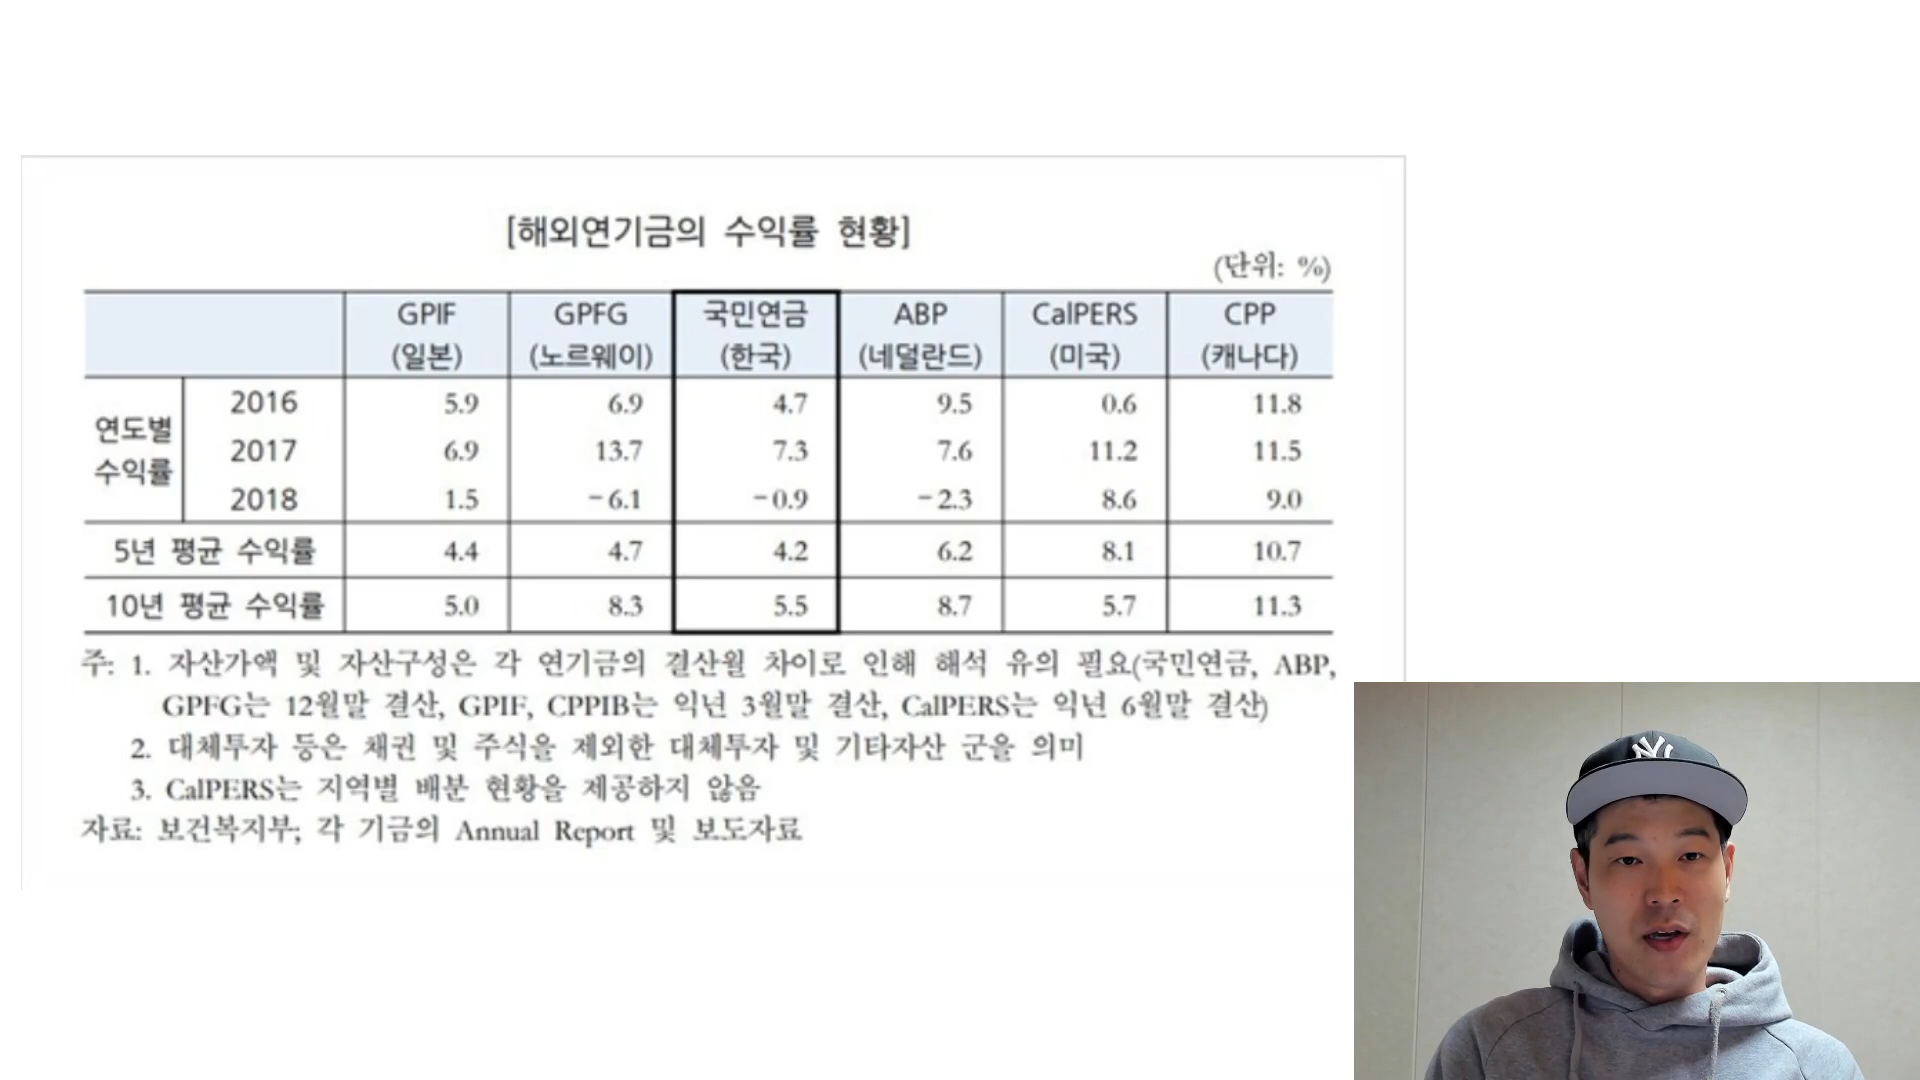 [해외연기금의 수익률 현황]
(단위: %)
GPIF GPFG 국민연금 ABP CalPERS CPP
(일본) (노르웨이) (한국) (네덜란드) (미국) (캐나다)
연도별 수익률
2016 5.9 6.9 4.7 9.5 0.6 11.8
2017 6.9 13.7 7.3 7.6 11.2 11.5
2018 1.5 -6.1 -0.9 -2.3 8.6 9.0
5년 평균 수익률 4.4 4.7 4.2 6.2 8.1 10.7
10년 평균 수익률 5.0 8.3 5.5 8.7 5.7 11.3
주: 1. 자산가액 및 자산구성은 각 연기금의 결산월 차이로 인해 해석 유의 필요(국민연금, ABP,
GPFG는 12월말 결산, GPIF, CPPIB는 익년 3월말 결산, CalPERS는 익년 6월말 결산)
2. 대체투자 등은 채권 및 주식을 제외한 대체투자 및 기타자산 군을 의미
3. CalPERS는 지역별 배분 현황을 제공하지 않음
자료: 보건복지부; 각 기금의 Annual Report 및 보도자료
NY